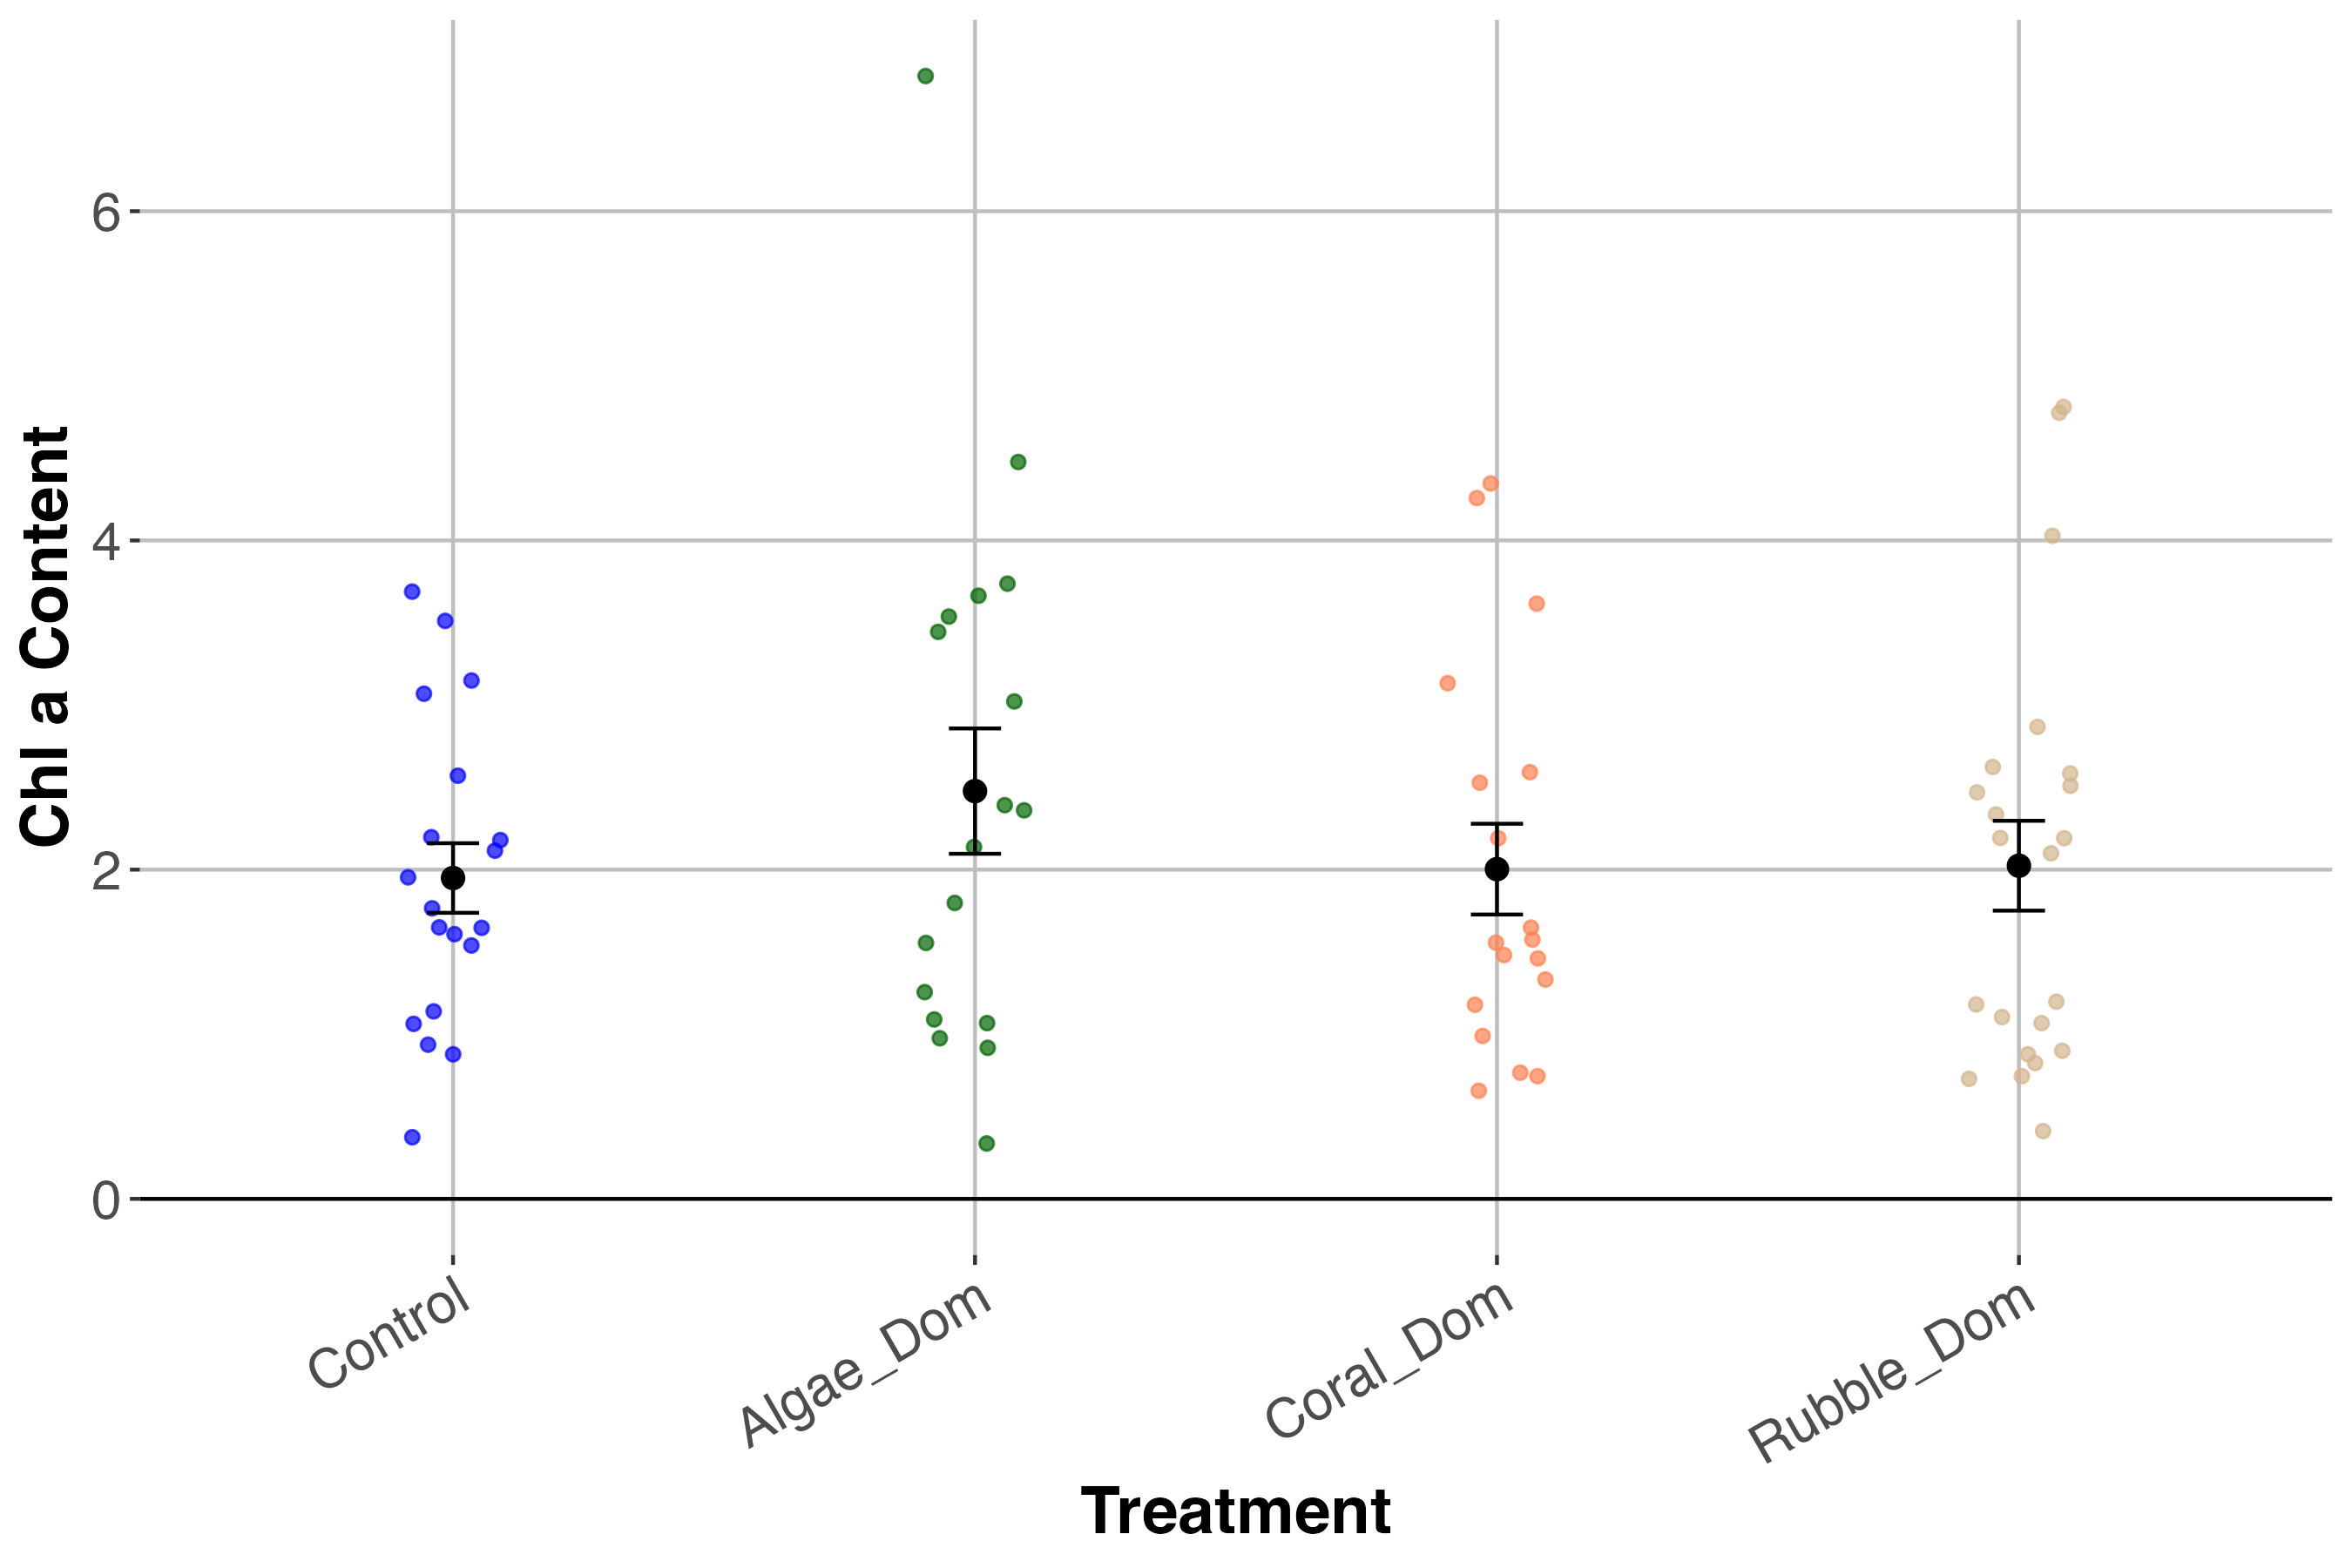 Chl a Content
6
4
2
0
Control
Algae_Dom
Coral_Dom
Rubble_Dom
Treatment